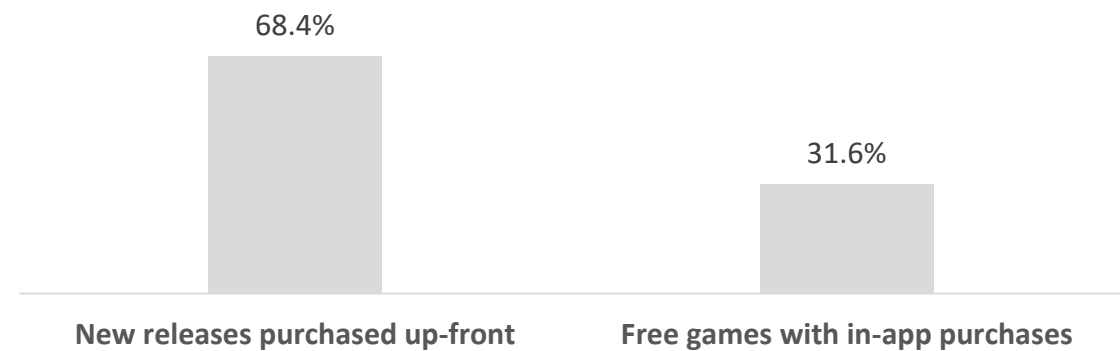 68.4%
31.6%
New releases purchased up-front
Free games with in-app purchases